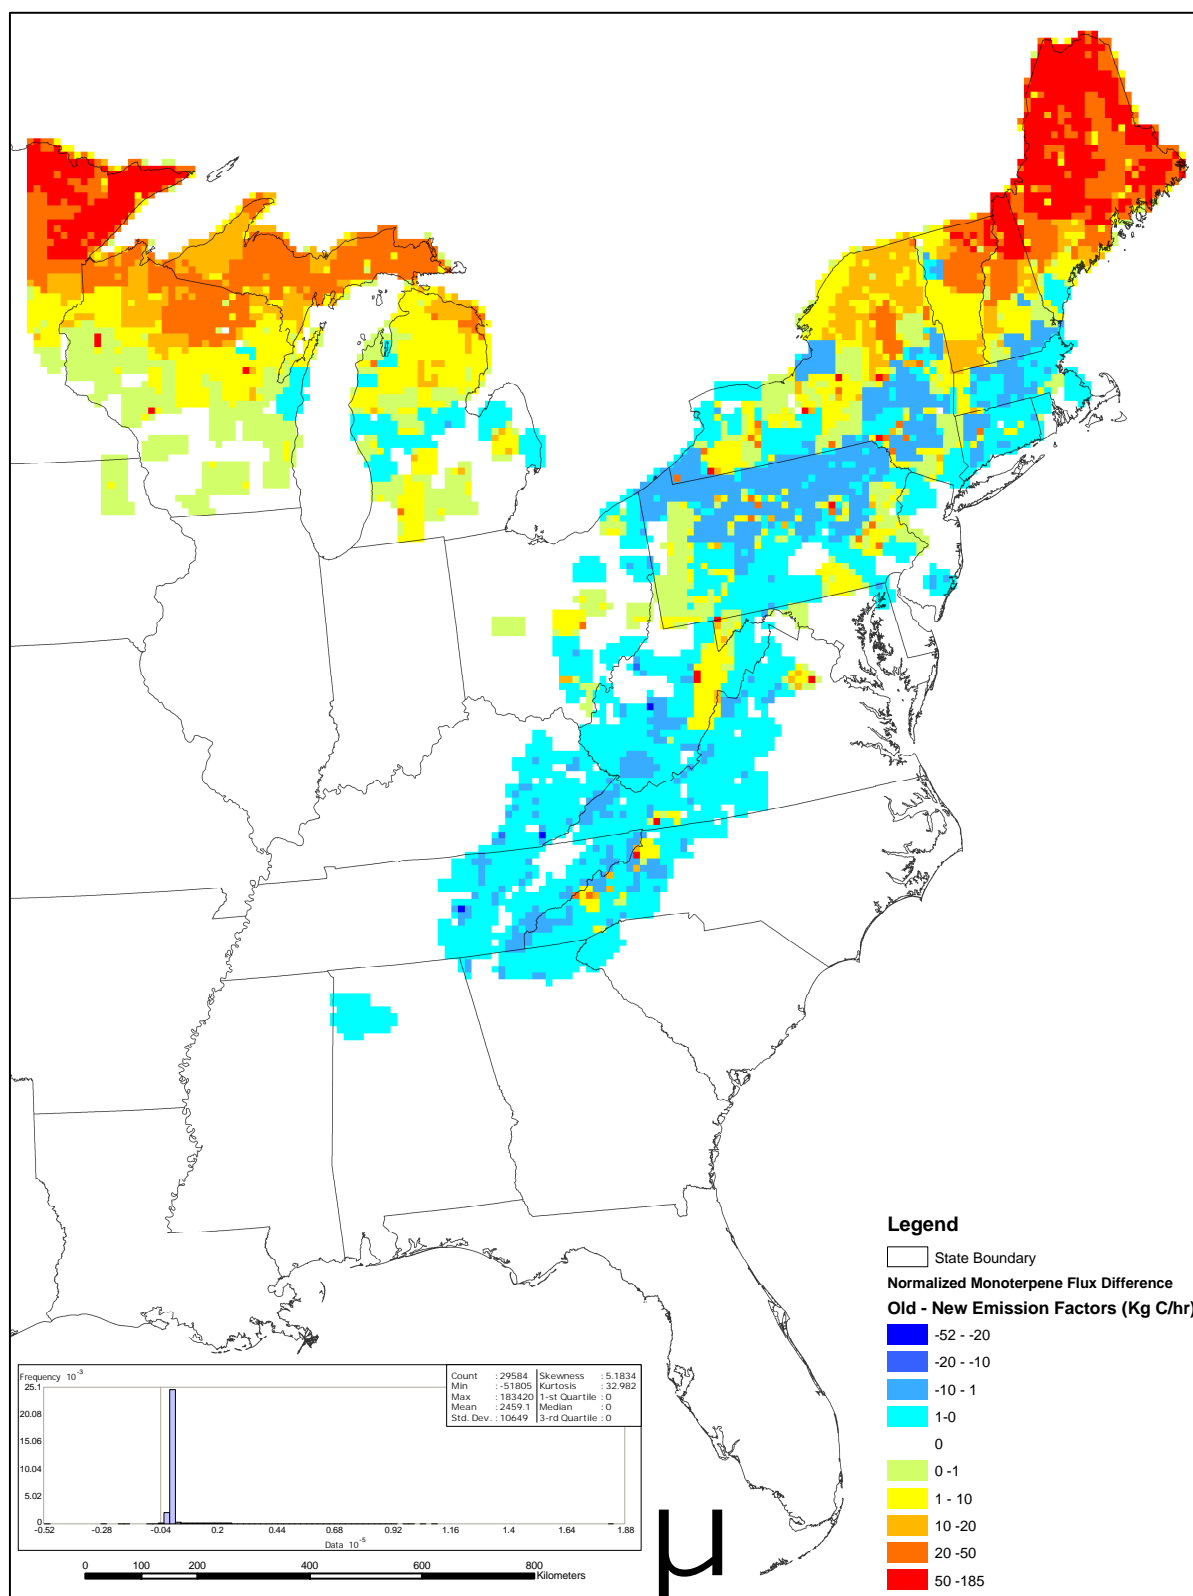 Legend
State Boundary
Normalized Monoterpene Flux Difference
Old - New Emission Factors (Kg C/hr)
-52 - -20
-20 - -10
-10 - 1
1-0
0
0 -1
1 - 10
10 -20
20 -50
50 -185
Frequency 10⁻³
25.1
20.08
15.06
10.04
5.02
0
-0.52 -0.28 -0.04 0.2 0.44 0.68 0.92 1.16 1.4 1.64 1.88
Data 10⁻⁵
Count : 29584 Skewness : 5.1834
Min : -51805 Kurtosis : 32.982
Max : 183420 1-st Quartile : 0
Mean : 2459.1 Median : 0
Std. Dev. : 10649 3-rd Quartile : 0
0 100 200 400 600 800
Kilometers
µ